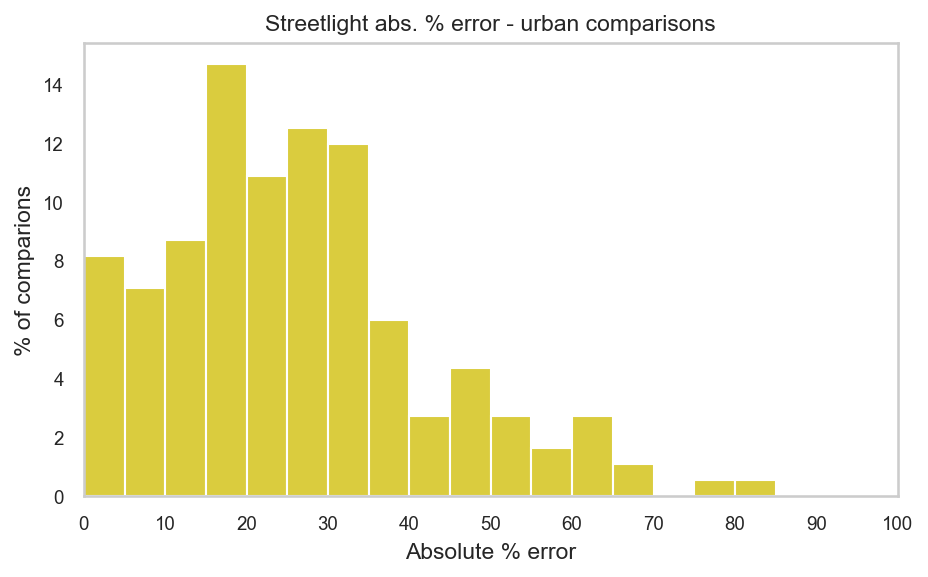 Streetlight abs. % error - urban comparisons
14
12
10
8
6
4
2
0
% of comparions
0 10 20 30 40 50 60 70 80 90 100
Absolute % error